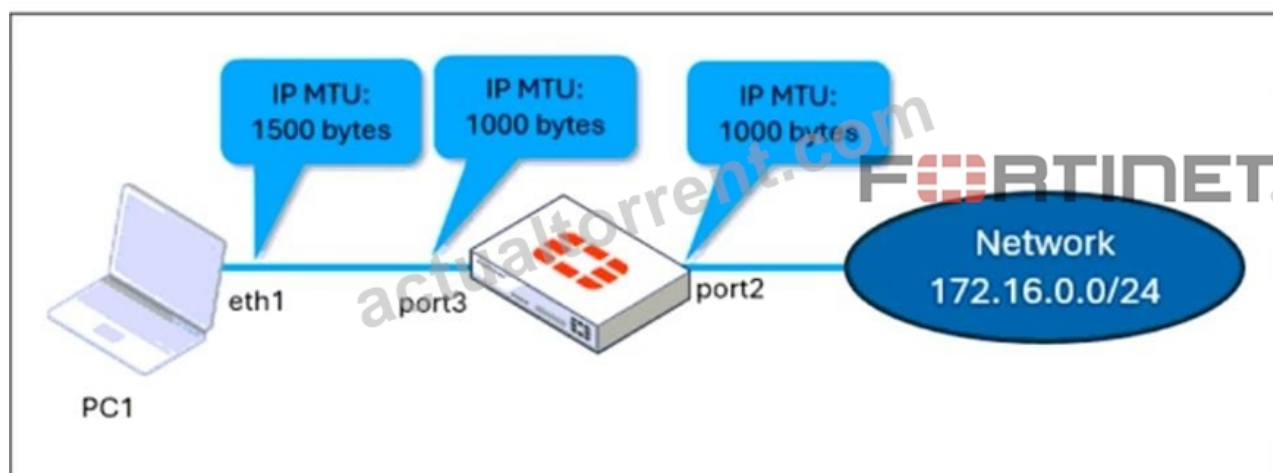 IP MTU:
1500 bytes
IP MTU:
1000 bytes
IP MTU:
1000 bytes
actualtorrent.com
FORTINET
Network
172.16.0.0/24
eth1
port3
port2
PC1